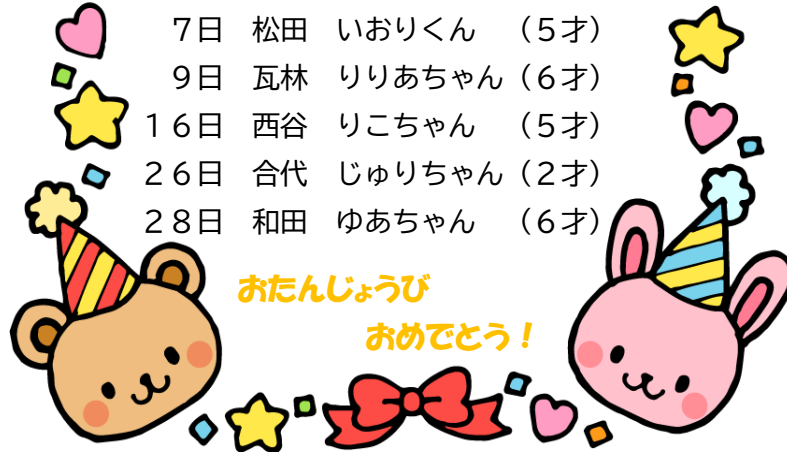 ７日　松田　いおりくん　（５才）
９日　瓦林　りりあちゃん（６才）
１６日　西谷　りこちゃん　（５才）
２６日　合代　じゅりちゃん（２才）
２８日　和田　ゆあちゃん　（６才）
おたんじょうび
おめでとう！